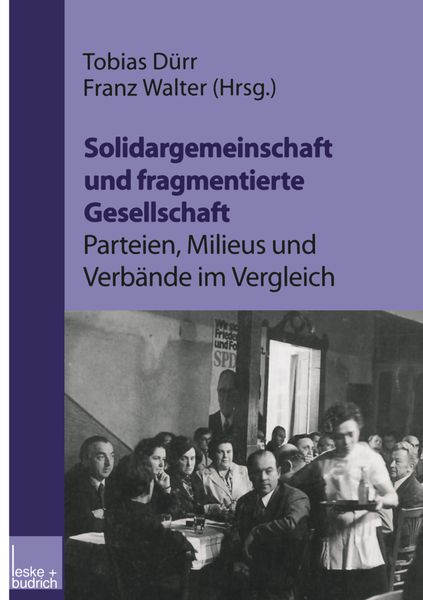 Tobias Dürr
Franz Walter (Hrsg.)
Solidargemeinschaft
und fragmentierte
Gesellschaft
Parteien, Milieus und
Verbände im Vergleich
SPD
leske +
budrich